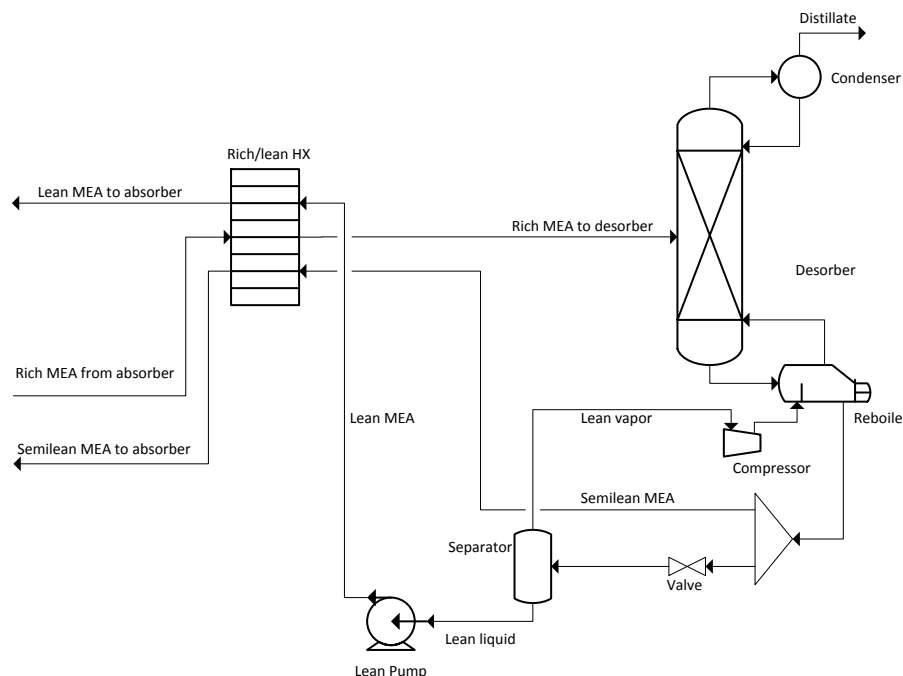 Distillate
Condenser
Rich/lean HX
Lean MEA to absorber
Rich MEA to desorber
Desorber
Rich MEA from absorber
Reboile
Lean MEA
Lean vapor
Semilean MEA to absorber
Compressor
Semilean MEA
Separator
Valve
Lean liquid
Lean Pump